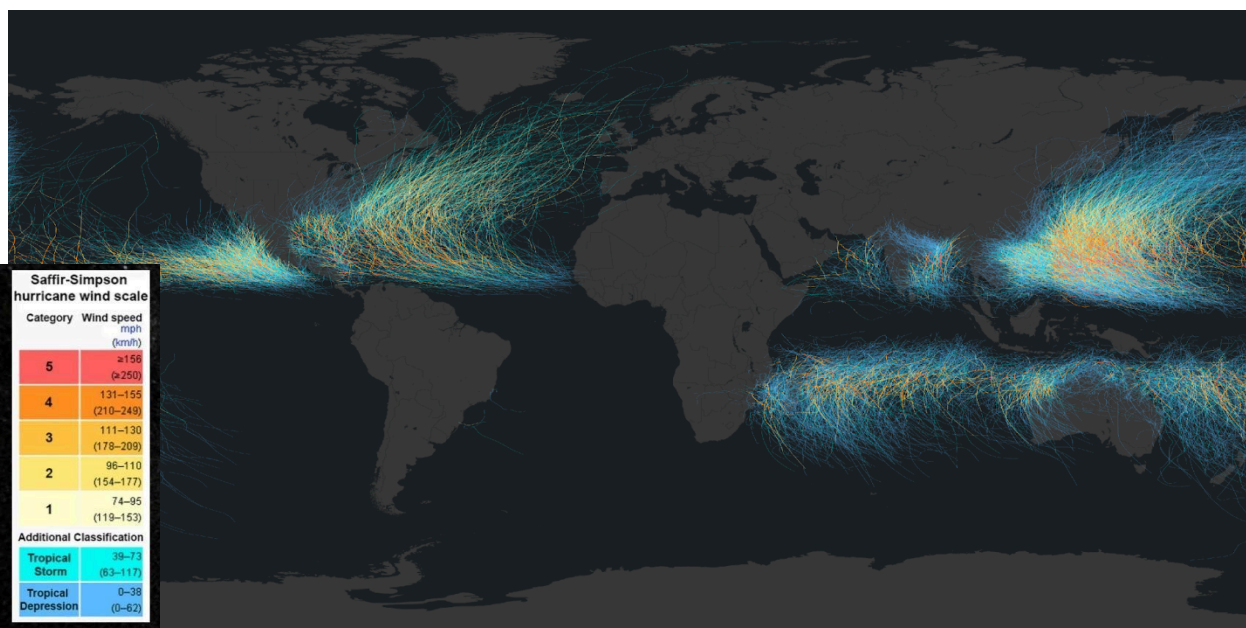 Saffir-Simpson
hurricane wind scale
Category Wind speed
mph
(km/h)
5 ≥156
(≥250)
4 131–155
(210–249)
3 111–130
(178–209)
2 96–110
(154–177)
1 74–95
(119–153)
Additional Classification
Tropical Storm 39–73
(63–117)
Tropical Depression 0–38
(0–62)